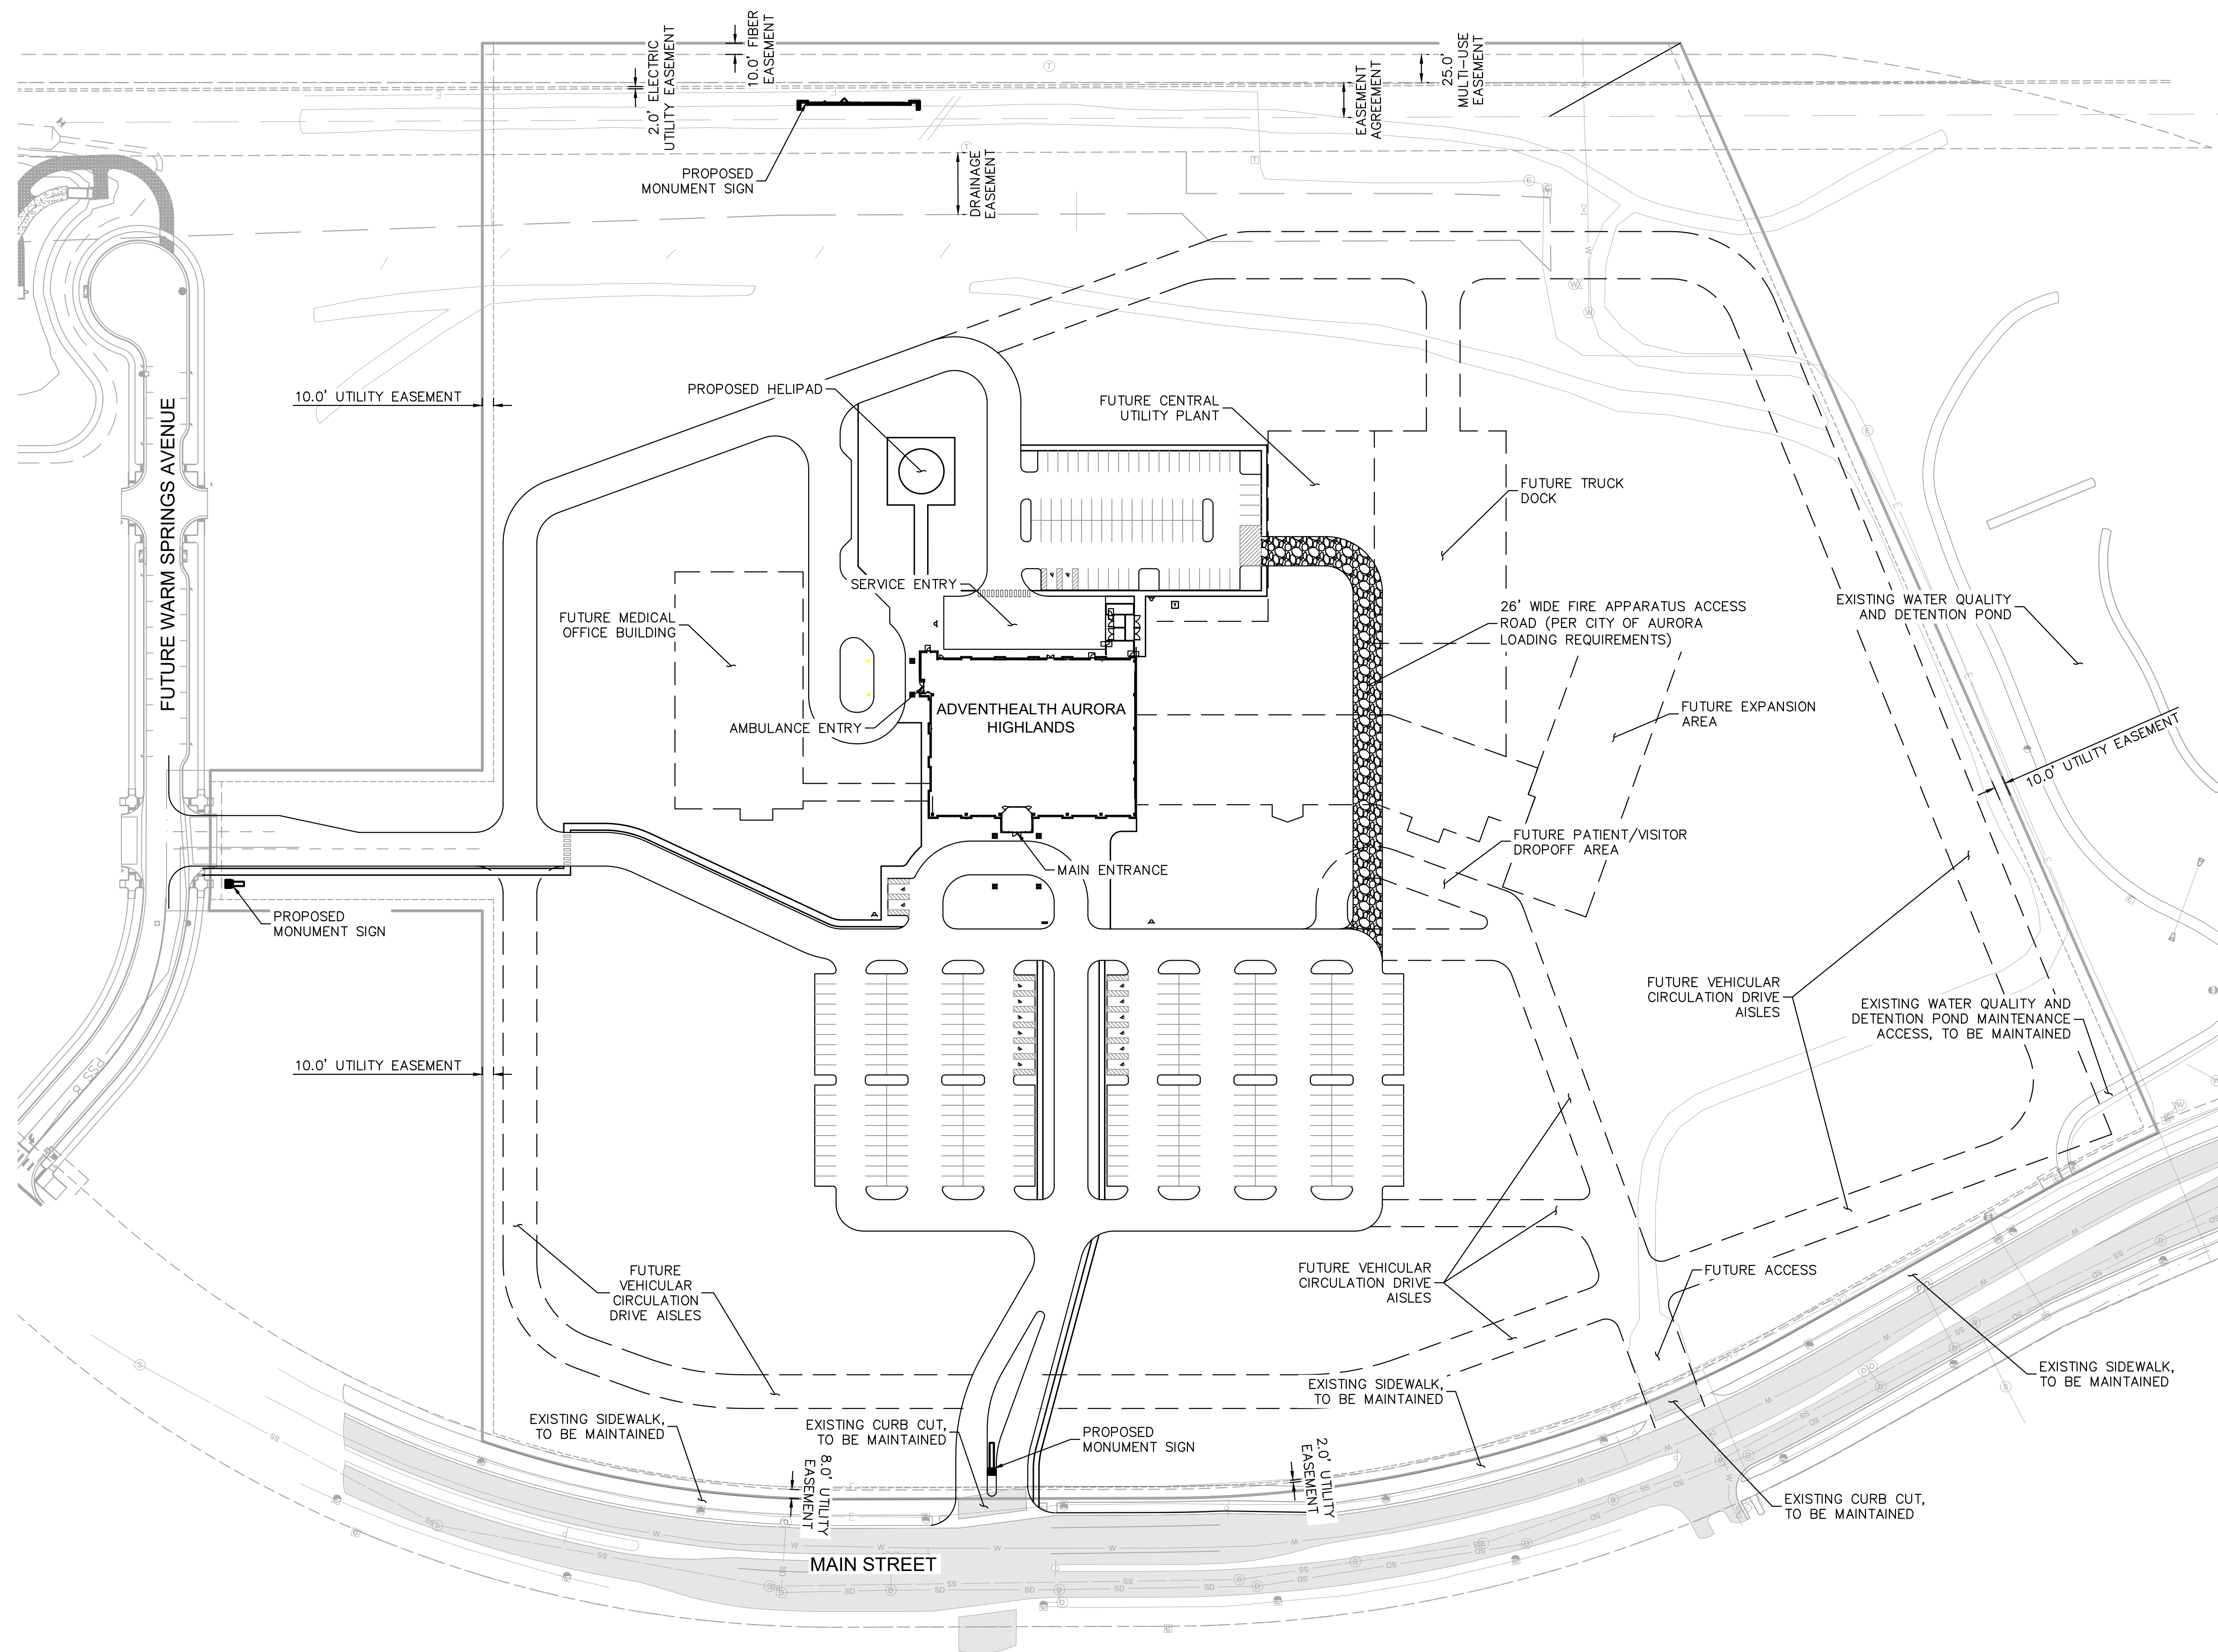 2.0' ELECTRIC
UTILITY EASEMENT
10.0' FIBER
EASEMENT
25.0'
MULTI-USE
EASEMENT
EASEMENT
AGREEMENT
PROPOSED
MONUMENT SIGN
DRAINAGE
EASEMENT
10.0' UTILITY EASEMENT
FUTURE WARM SPRINGS AVENUE
PROPOSED HELIPAD
FUTURE CENTRAL
UTILITY PLANT
FUTURE TRUCK
DOCK
SERVICE ENTRY
FUTURE MEDICAL
OFFICE BUILDING
26' WIDE FIRE APPARATUS ACCESS
ROAD (PER CITY OF AURORA
LOADING REQUIREMENTS)
EXISTING WATER QUALITY
AND DETENTION POND
ADVENTHEALTH AURORA
HIGHLANDS
AMBULANCE ENTRY
FUTURE EXPANSION
AREA
10.0' UTILITY EASEMENT
FUTURE PATIENT/VISITOR
DROPOFF AREA
MAIN ENTRANCE
PROPOSED
MONUMENT SIGN
FUTURE VEHICULAR
CIRCULATION DRIVE
AISLES
EXISTING WATER QUALITY AND
DETENTION POND MAINTENANCE
ACCESS, TO BE MAINTAINED
10.0' UTILITY EASEMENT
FUTURE
VEHICULAR
CIRCULATION
DRIVE AISLES
FUTURE VEHICULAR
CIRCULATION DRIVE
AISLES
FUTURE ACCESS
EXISTING SIDEWALK,
TO BE MAINTAINED
EXISTING SIDEWALK,
TO BE MAINTAINED
EXISTING SIDEWALK,
TO BE MAINTAINED
EXISTING CURB CUT,
TO BE MAINTAINED
PROPOSED
MONUMENT SIGN
8.0' UTILITY
EASEMENT
2.0' UTILITY
EASEMENT
EXISTING CURB CUT,
TO BE MAINTAINED
MAIN STREET